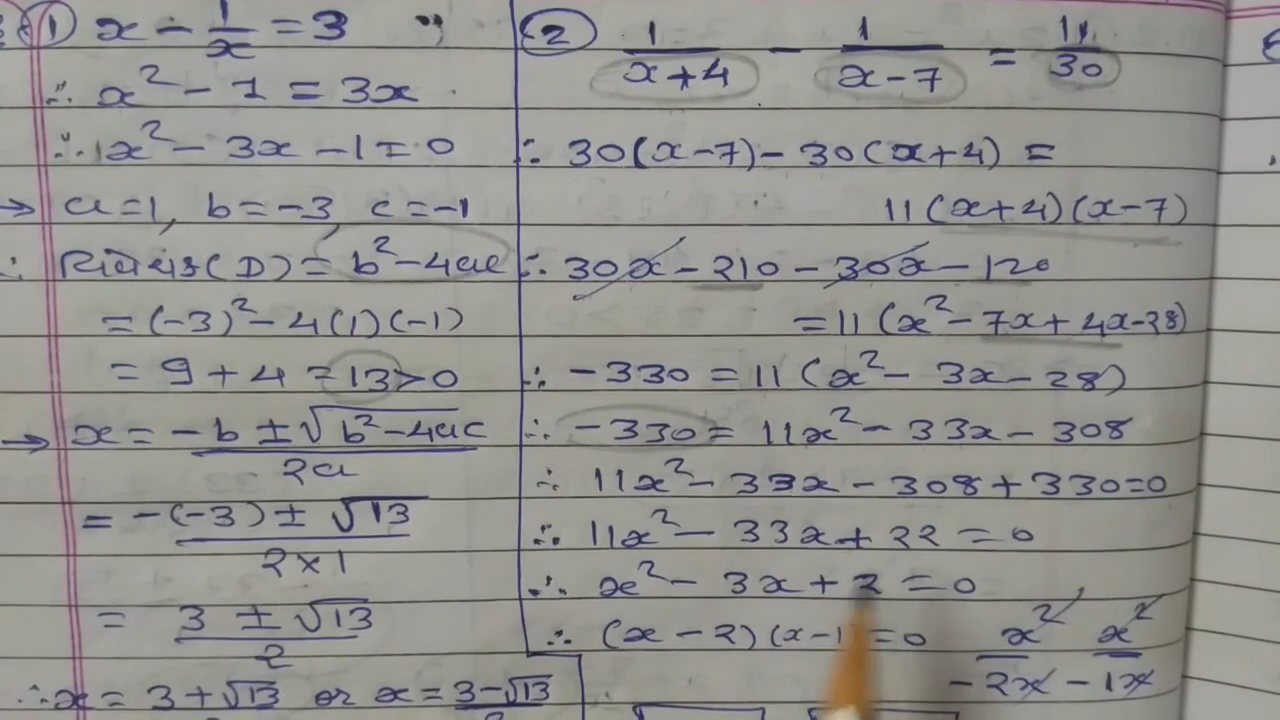 ① x - 1/x = 3 ,,
∴ x² - 1 = 3x
∴ 1x² - 3x - 1 = 0
→ a = 1, b = -3, c = -1
∴ (D) = b² - 4ac
= (-3)² - 4(1)(-1)
= 9 + 4 = 13 > 0
→ x = -b ± √b² - 4ac / 2a
= -(-3) ± √13 / 2 × 1
= 3 ± √13 / 2
∴ x = 3 + √13 or x = 3 - √13
② 1/x+4 - 1/x-7 = 11/30
∴ 30(x-7) - 30(x+4) =
11(x+4)(x-7)
∴ 30x - 210 - 30x - 120
= 11(x² - 7x + 4x - 28)
∴ -330 = 11(x² - 3x - 28)
∴ -330 = 11x² - 33x - 308
∴ 11x² - 33x - 308 + 330 = 0
∴ 11x² - 33x + 22 = 0
∴ x² - 3x + 2 = 0
∴ (x - 2)(x - 1 = 0
x² x²
-2x -1x